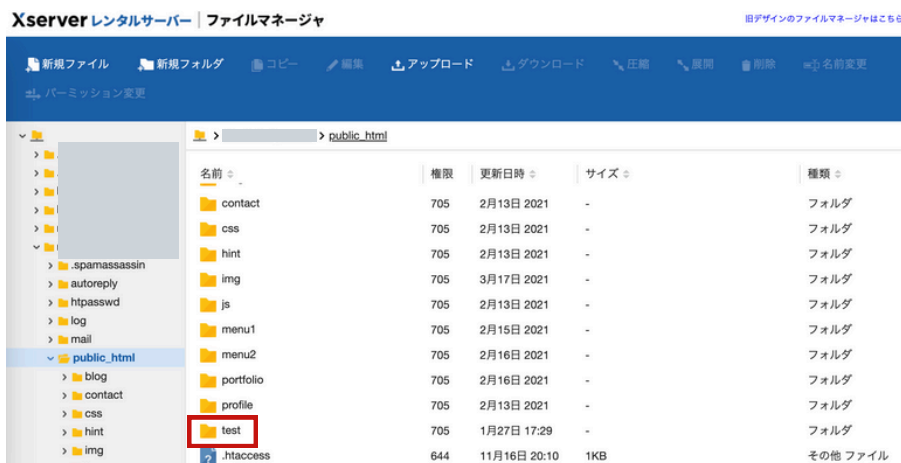 Xserver レンタルサーバー ファイルマネージャ
旧デザインのファイルマネージャはこちら
新規ファイル 新規フォルダ コピー 編集 アップロード ダウンロード 圧縮 展開 削除 名前変更
パーミッション変更
> > public_html
名前 権限 更新日時 サイズ 種類
contact 705 2月13日 2021 - フォルダ
css 705 2月13日 2021 - フォルダ
hint 705 2月13日 2021 - フォルダ
img 705 3月17日 2021 - フォルダ
js 705 2月13日 2021 - フォルダ
menu1 705 2月15日 2021 - フォルダ
menu2 705 2月16日 2021 - フォルダ
portfolio 705 2月16日 2021 - フォルダ
profile 705 2月13日 2021 - フォルダ
test 705 1月27日 17:29 - フォルダ
.htaccess 644 11月16日 20:10 1KB その他 ファイル
.spamassassin
autoreply
htpasswd
log
mail
public_html
blog
contact
css
hint
img